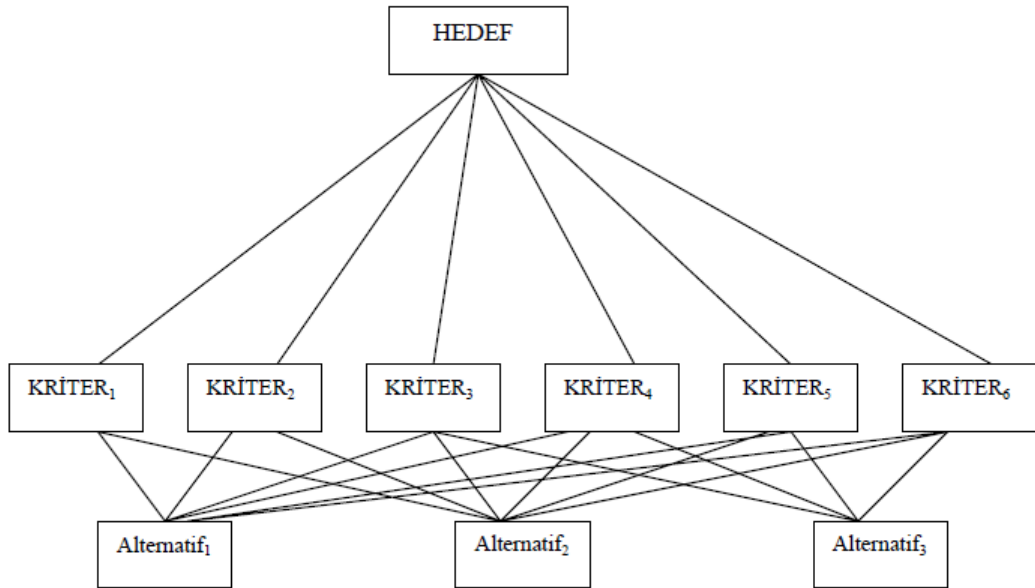 HEDEF
KRİTER₁ KRİTER₂ KRİTER₃ KRİTER₄ KRİTER₅ KRİTER₆
Alternatif₁ Alternatif₂ Alternatif₃